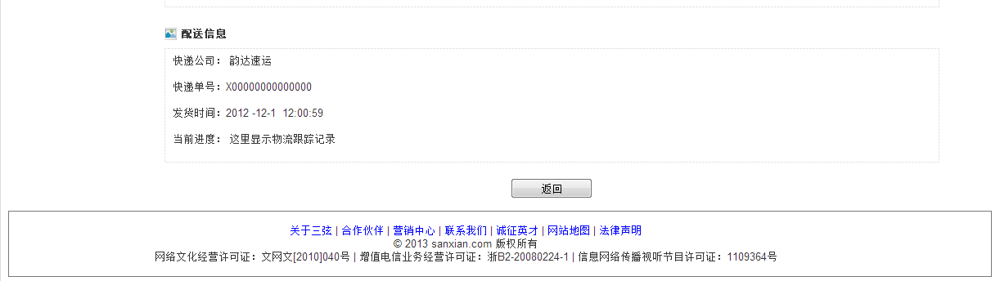 配送信息
快递公司： 韵达速运
快递单号：X00000000000000
发货时间：2012 -12-1  12:00:59
当前进度： 这里显示物流跟踪记录
返回
关于三弦 | 合作伙伴 | 营销中心 | 联系我们 | 诚征英才 | 网站地图 | 法律声明
© 2013 sanxian.com 版权所有
网络文化经营许可证：文网文[2010]040号 | 增值电信业务经营许可证：浙B2-20080224-1 | 信息网络传播视听节目许可证：1109364号